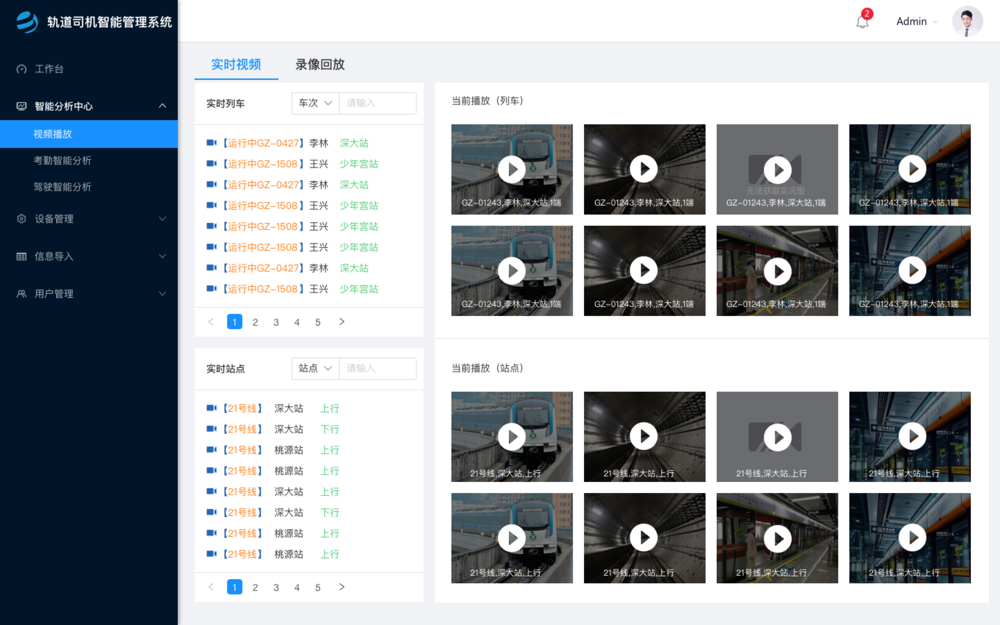 轨道司机智能管理系统
2
Admin
工作台
智能分析中心
视频播放
考勤智能分析
驾驶智能分析
设备管理
信息导入
用户管理
实时视频 录像回放
实时列车 车次 请输入
【运行中GZ-0427】 李林 深大站
【运行中GZ-1508】 王兴 少年宫站
【运行中GZ-0427】 李林 深大站
【运行中GZ-1508】 王兴 少年宫站
【运行中GZ-1508】 王兴 少年宫站
【运行中GZ-1508】 王兴 少年宫站
【运行中GZ-0427】 李林 深大站
【运行中GZ-1508】 王兴 少年宫站
1 2 3 4 5
实时站点 站点 请输入
【21号线】 深大站 上行
【21号线】 深大站 下行
【21号线】 桃源站 上行
【21号线】 桃源站 上行
【21号线】 深大站 上行
【21号线】 深大站 下行
【21号线】 桃源站 上行
【21号线】 桃源站 上行
1 2 3 4 5
当前播放（列车）
无法获取实况图
GZ-01243,李林,深大站,1端 GZ-01243,李林,深大站,1端 GZ-01243,李林,深大站,1端 GZ-01243,李林,深大站,1端
GZ-01243,李林,深大站,1端 GZ-01243,李林,深大站,1端 GZ-01243,李林,深大站,1端 GZ-01243,李林,深大站,1端
当前播放（站点）
21号线,深大站,上行 21号线,深大站,上行 21号线,深大站,上行 21号线,深大站,上行
21号线,深大站,上行 21号线,深大站,上行 21号线,深大站,上行 21号线,深大站,上行